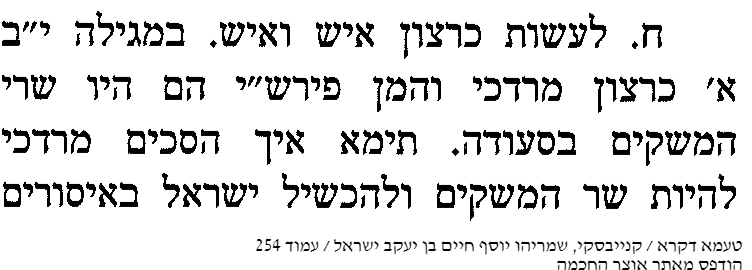 ח. לעשות כרצון איש ואיש. במגילה י״ב
א׳ כרצון מרדכי והמן פירש״י הם היו שרי
המשקים בסעודה. תימא איך הסכים מרדכי
להיות שר המשקים ולהכשיל ישראל באיסורים
טעמא דקרא / קנייבסקי, שמריהו יוסף חיים בן יעקב ישראל / עמוד 254
הודפס מאתר אוצר החכמה